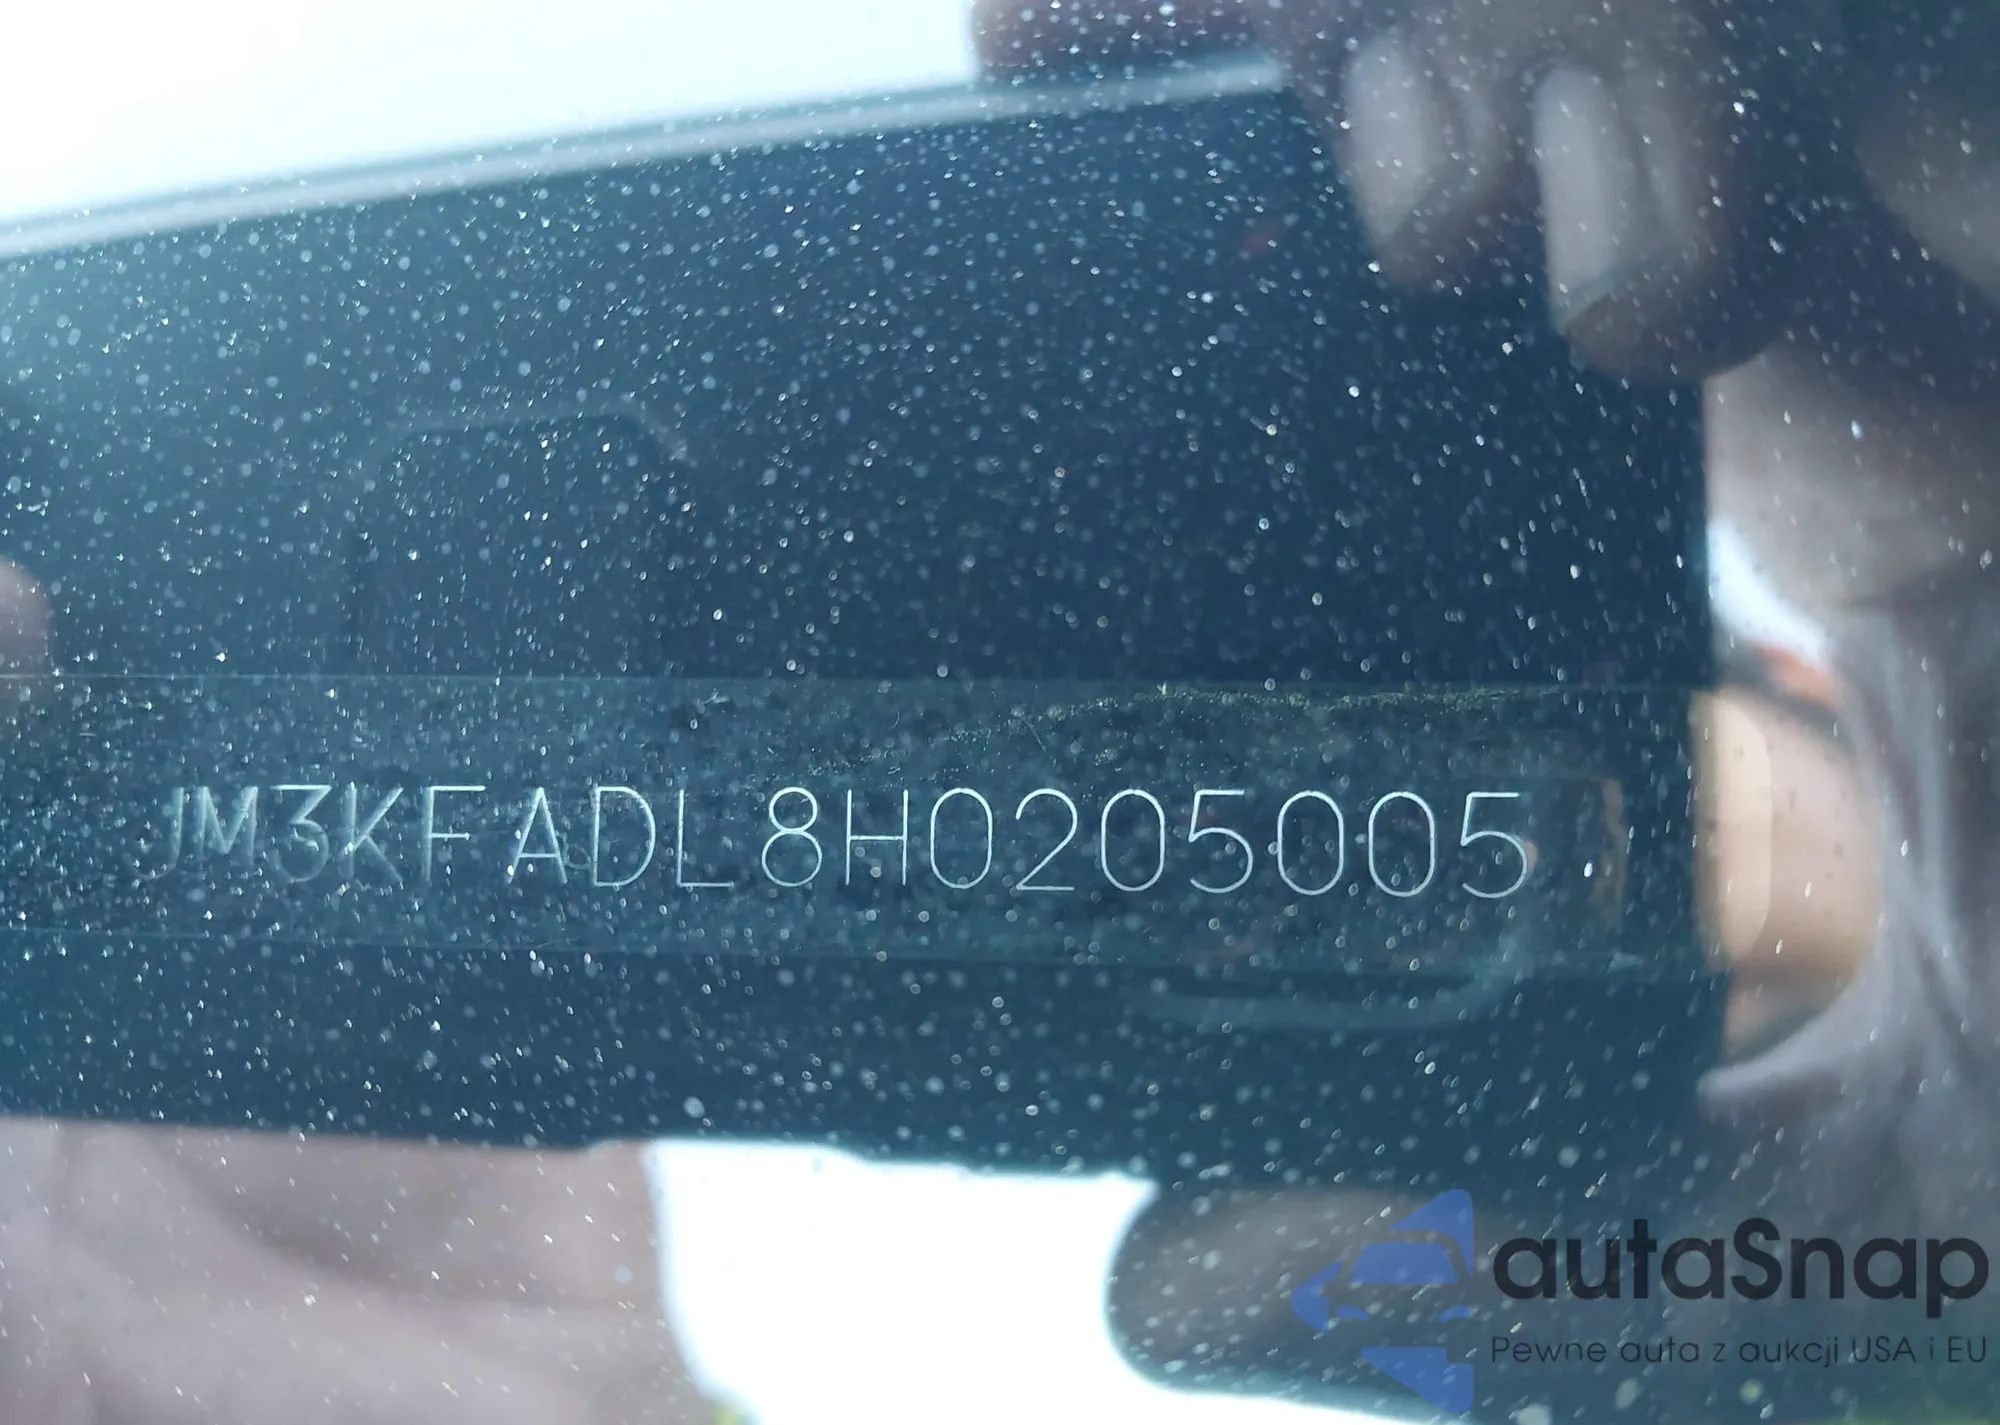 JM3KFADL8H0205005
autaSnap
Pewne auta z aukcji USA i EU